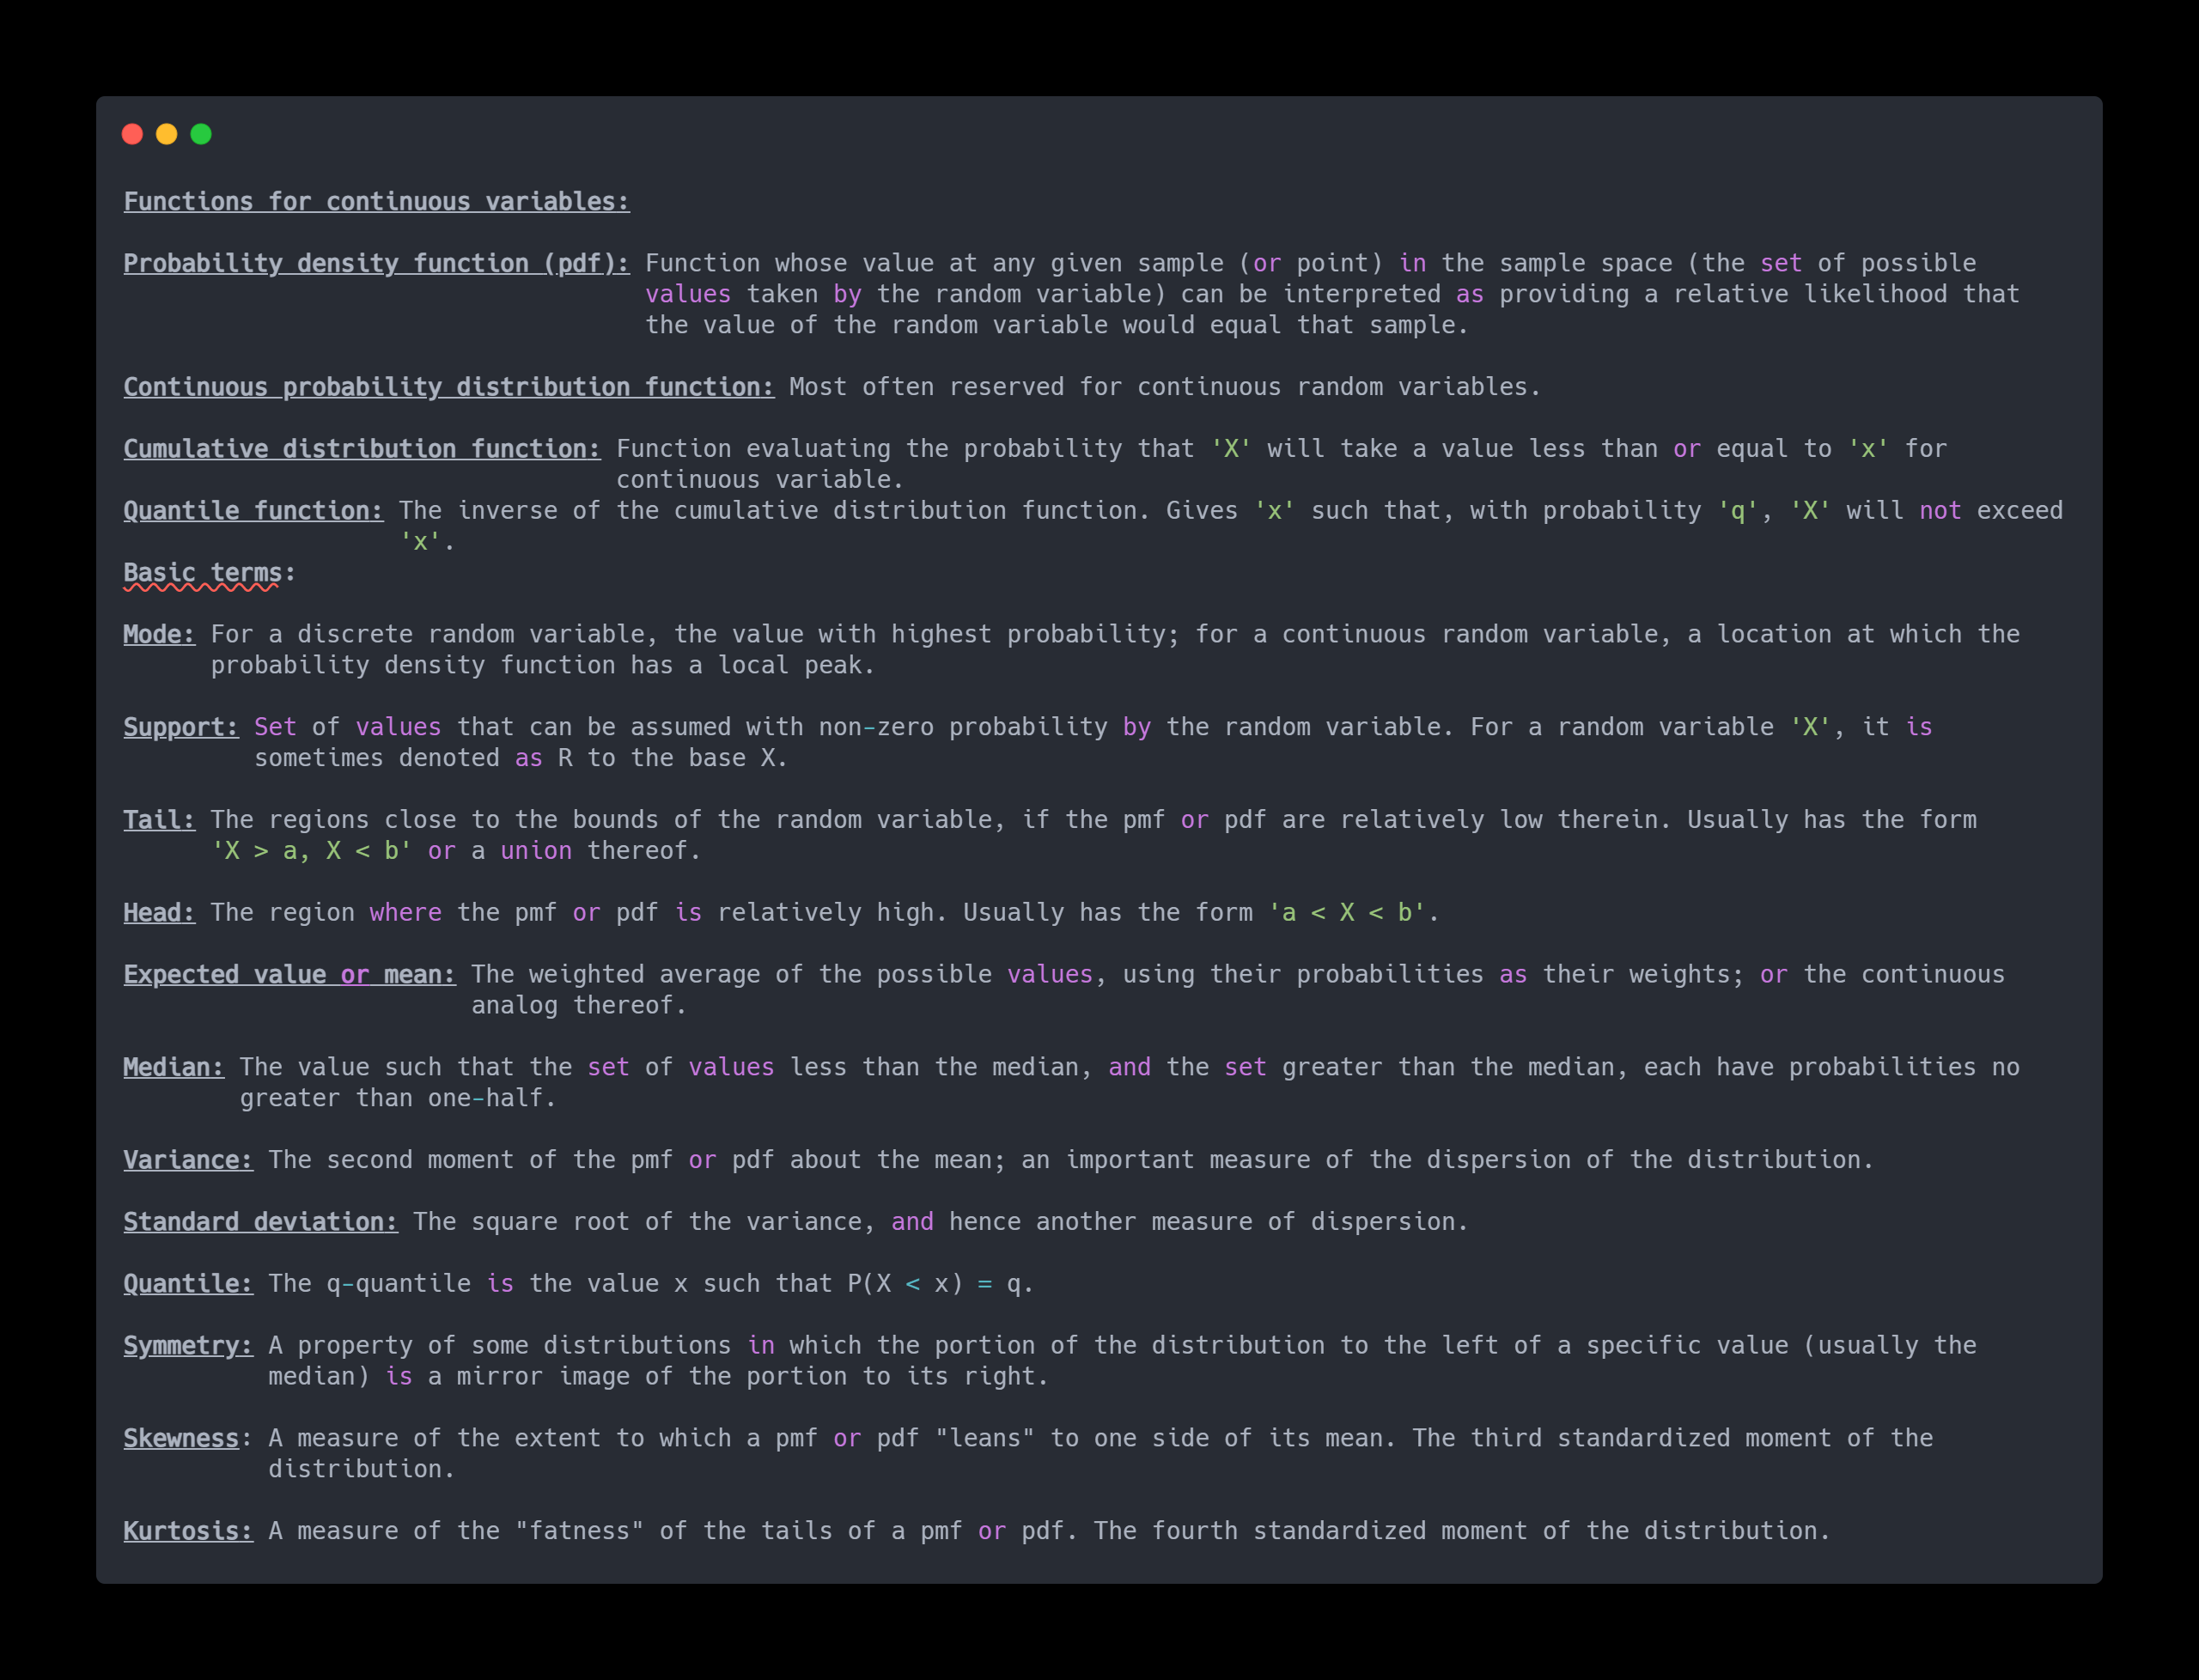 Functions for continuous variables:
Probability density function (pdf): Function whose value at any given sample (or point) in the sample space (the set of possible
values taken by the random variable) can be interpreted as providing a relative likelihood that
the value of the random variable would equal that sample.
Continuous probability distribution function: Most often reserved for continuous random variables.
Cumulative distribution function: Function evaluating the probability that 'X' will take a value less than or equal to 'x' for
continuous variable.
Quantile function: The inverse of the cumulative distribution function. Gives 'x' such that, with probability 'q', 'X' will not exceed
'x'.
Basic terms:
Mode: For a discrete random variable, the value with highest probability; for a continuous random variable, a location at which the
probability density function has a local peak.
Support: Set of values that can be assumed with non-zero probability by the random variable. For a random variable 'X', it is
sometimes denoted as R to the base X.
Tail: The regions close to the bounds of the random variable, if the pmf or pdf are relatively low therein. Usually has the form
'X > a, X < b' or a union thereof.
Head: The region where the pmf or pdf is relatively high. Usually has the form 'a < X < b'.
Expected value or mean: The weighted average of the possible values, using their probabilities as their weights; or the continuous
analog thereof.
Median: The value such that the set of values less than the median, and the set greater than the median, each have probabilities no
greater than one-half.
Variance: The second moment of the pmf or pdf about the mean; an important measure of the dispersion of the distribution.
Standard deviation: The square root of the variance, and hence another measure of dispersion.
Quantile: The q-quantile is the value x such that P(X < x) = q.
Symmetry: A property of some distributions in which the portion of the distribution to the left of a specific value (usually the
median) is a mirror image of the portion to its right.
Skewness: A measure of the extent to which a pmf or pdf "leans" to one side of its mean. The third standardized moment of the
distribution.
Kurtosis: A measure of the "fatness" of the tails of a pmf or pdf. The fourth standardized moment of the distribution.